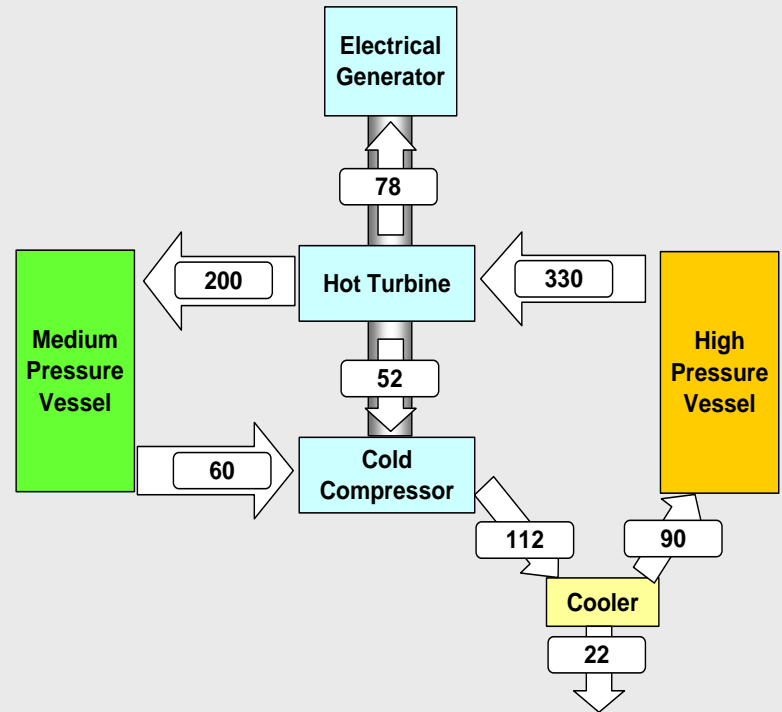 Electrical
Generator
78
200
Hot Turbine
330
Medium
Pressure
Vessel
52
High
Pressure
Vessel
60
Cold
Compressor
112
90
Cooler
22